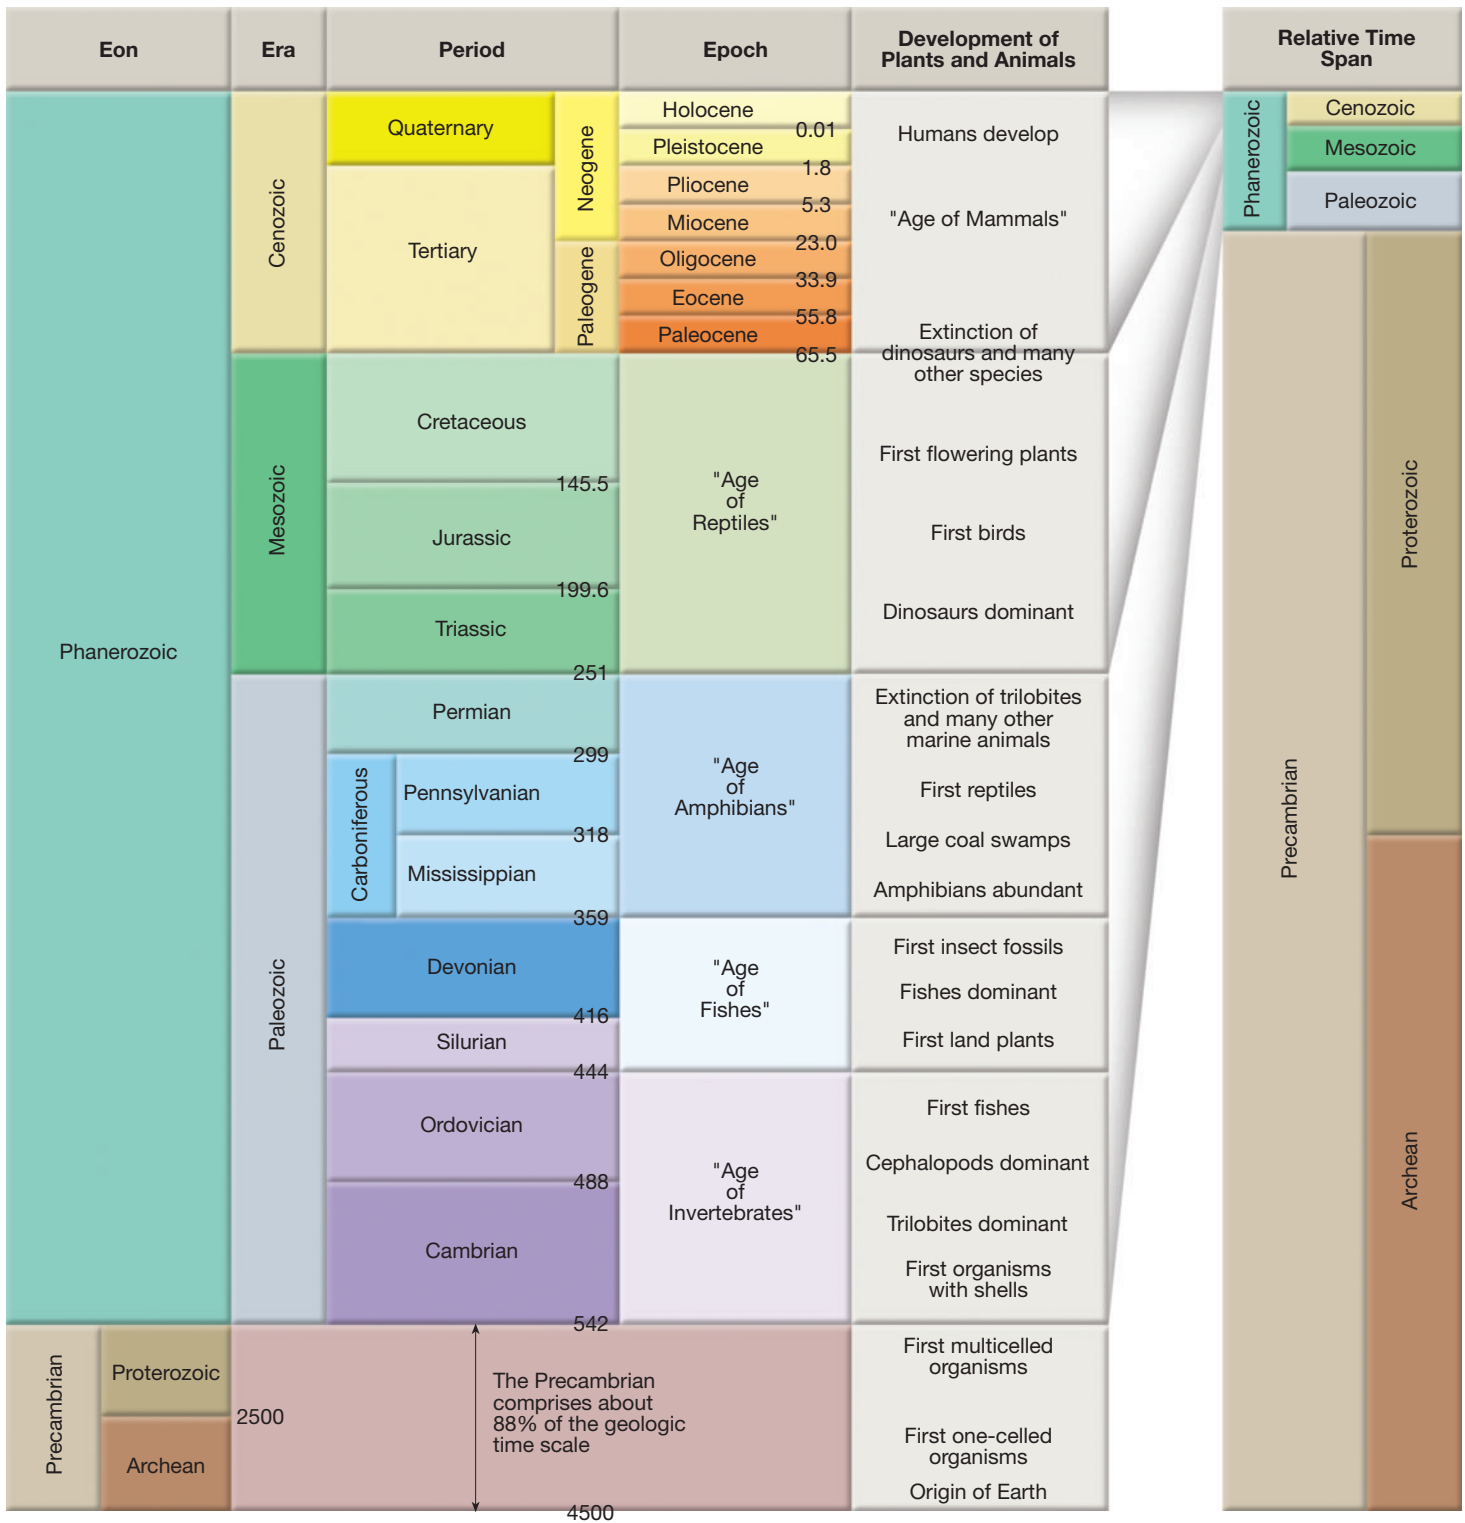 Eon
Era
Period
Epoch
Development of
Plants and Animals
Relative Time
Span
Phanerozoic
Cenozoic
Quaternary
Tertiary
Neogene
Paleogene
Holocene
0.01
Pleistocene
1.8
Pliocene
5.3
Miocene
23.0
Oligocene
33.9
Eocene
55.8
Paleocene
65.5
Humans develop
"Age of Mammals"
Extinction of
dinosaurs and many
other species
Mesozoic
Cretaceous
145.5
Jurassic
199.6
Triassic
251
"Age
of
Reptiles"
First flowering plants
First birds
Dinosaurs dominant
Paleozoic
Permian
299
Carboniferous
Pennsylvanian
318
Mississippian
359
"Age
of
Amphibians"
Extinction of trilobites
and many other
marine animals
First reptiles
Large coal swamps
Amphibians abundant
Devonian
416
Silurian
444
"Age
of
Fishes"
First insect fossils
Fishes dominant
First land plants
Ordovician
488
Cambrian
542
"Age
of
Invertebrates"
First fishes
Cephalopods dominant
Trilobites dominant
First organisms
with shells
Precambrian
Proterozoic
2500
Archean
The Precambrian
comprises about
88% of the geologic
time scale
4500
First multicelled
organisms
First one-celled
organisms
Origin of Earth
Phanerozoic
Cenozoic
Mesozoic
Paleozoic
Precambrian
Proterozoic
Archean